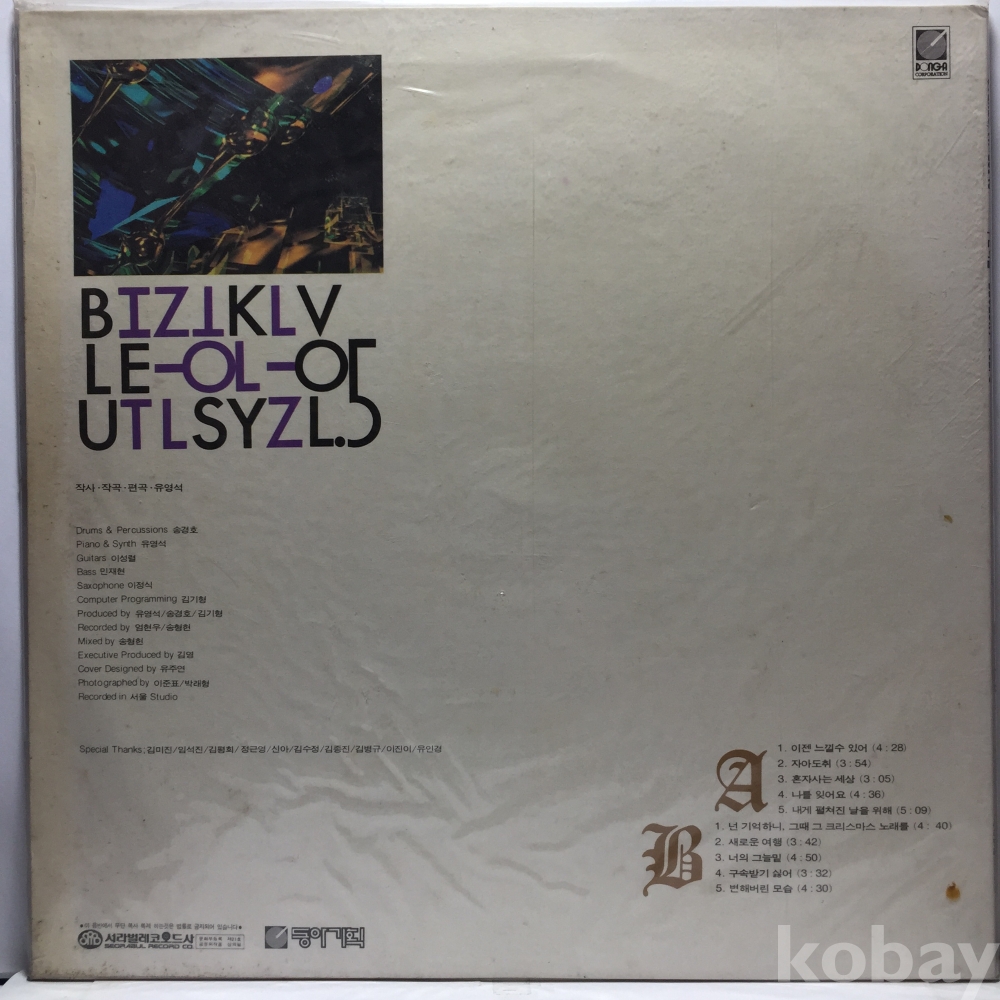 DONG-A
CORPORATION
BIZTKLV
LE-OL-O
UTLSYZL.5
작사·작곡·편곡·유영석
Drums & Percussions 송경호
Piano & Synth 유영석
Guitars 이성렬
Bass 민재현
Saxophone 이정식
Computer Programming 김기형
Produced by 유영석/송경호/김기형
Recorded by 엄현우/송형헌
Mixed by 송형헌
Executive Produced by 김영
Cover Designed by 유주연
Photographed by 이준표/박래형
Recorded in 서울 Studio
Special Thanks; 김미진/임석진/김형희/장근영/신아/김수정/김종진/김병규/이진이/유인경
A
1. 이젠 느낄수 있어 (4 : 28)
2. 자아도취 (3 : 54)
3. 혼자사는 세상 (3 : 05)
4. 나를 잊어요 (4 : 36)
5. 내게 펼쳐진 날을 위해 (5 : 09)
B
1. 넌 기억하니, 그때 그 크리스마스 노래를 (4 : 40)
2. 새로운 여행 (3 : 42)
3. 너의 그늘밑 (4 : 50)
4. 구속받기 싫어 (3 : 32)
5. 변해버린 모습 (4 : 30)
서라벌레코오드사
SEORABUL RECORD CO.
동아기획
kobay